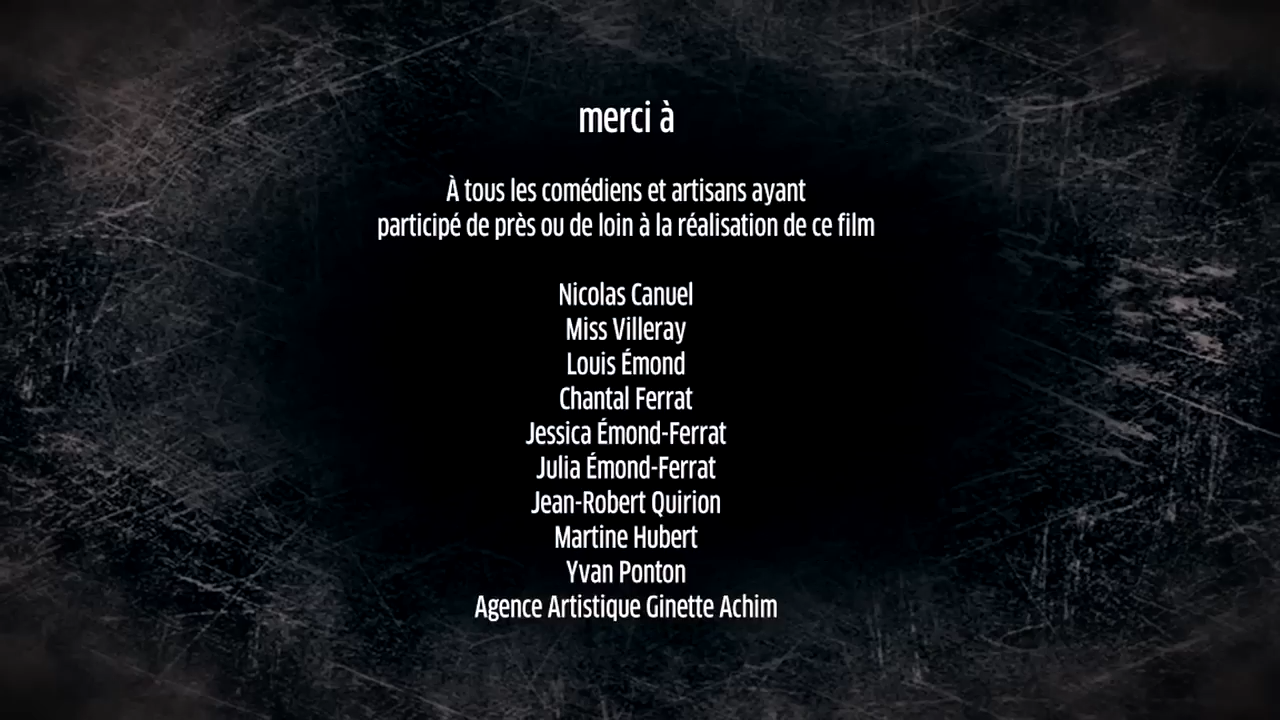 merci à
À tous les comédiens et artisans ayant
participé de près ou de loin à la réalisation de ce film
Nicolas Canuel
Miss Villeray
Louis Émond
Chantal Ferrat
Jessica Émond-Ferrat
Julia Émond-Ferrat
Jean-Robert Quirion
Martine Hubert
Yvan Ponton
Agence Artistique Ginette Achim